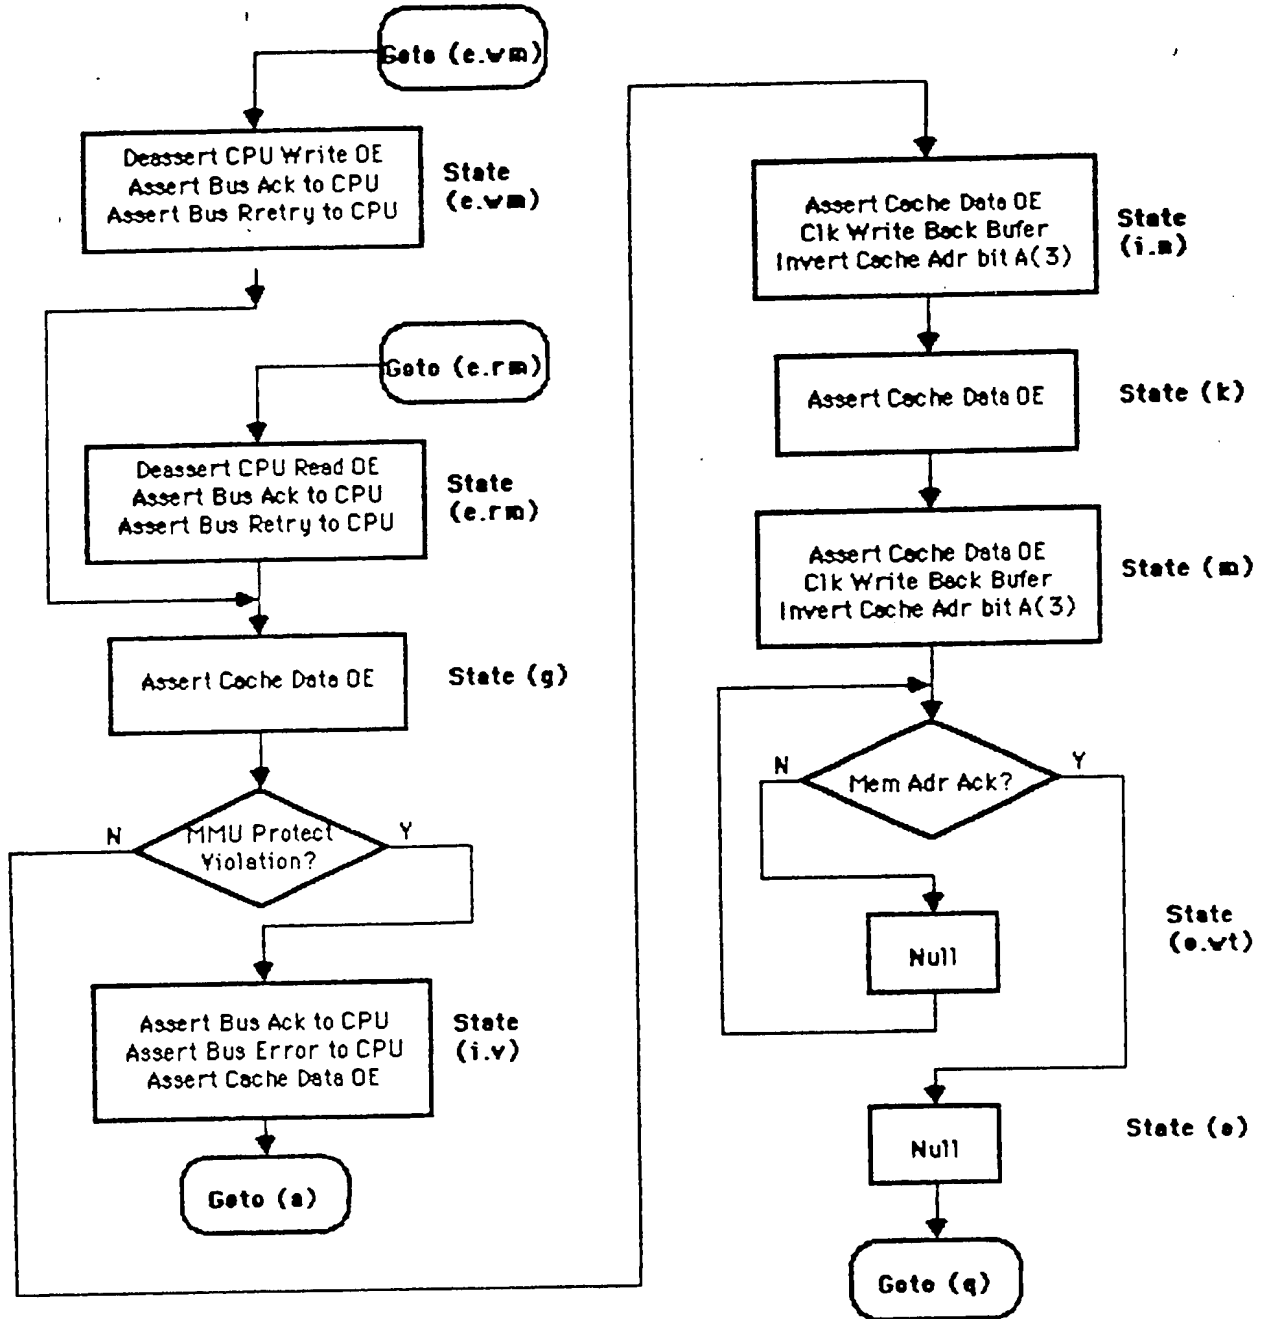 Goto (e.wm)
Deassert CPU Write OE
Assert Bus Ack to CPU
Assert Bus Rretry to CPU
State
(e.wm)
Goto (e.rm)
Deassert CPU Read OE
Assert Bus Ack to CPU
Assert Bus Retry to CPU
State
(e.rm)
Assert Cache Data OE
State (g)
MMU Protect
Violation?
N
Y
Assert Bus Ack to CPU
Assert Bus Error to CPU
Assert Cache Data OE
State
(i.v)
Goto (a)
Assert Cache Data OE
Clk Write Back Bufer
Invert Cache Adr bit A(3)
State
Assert Cache Data OE
State (k)
Assert Cache Data OE
Clk Write Back Bufer
Invert Cache Adr bit A(3)
State (m)
N
Mem Adr Ack?
Y
Null
State
(o.wt)
Null
State
Goto (q)